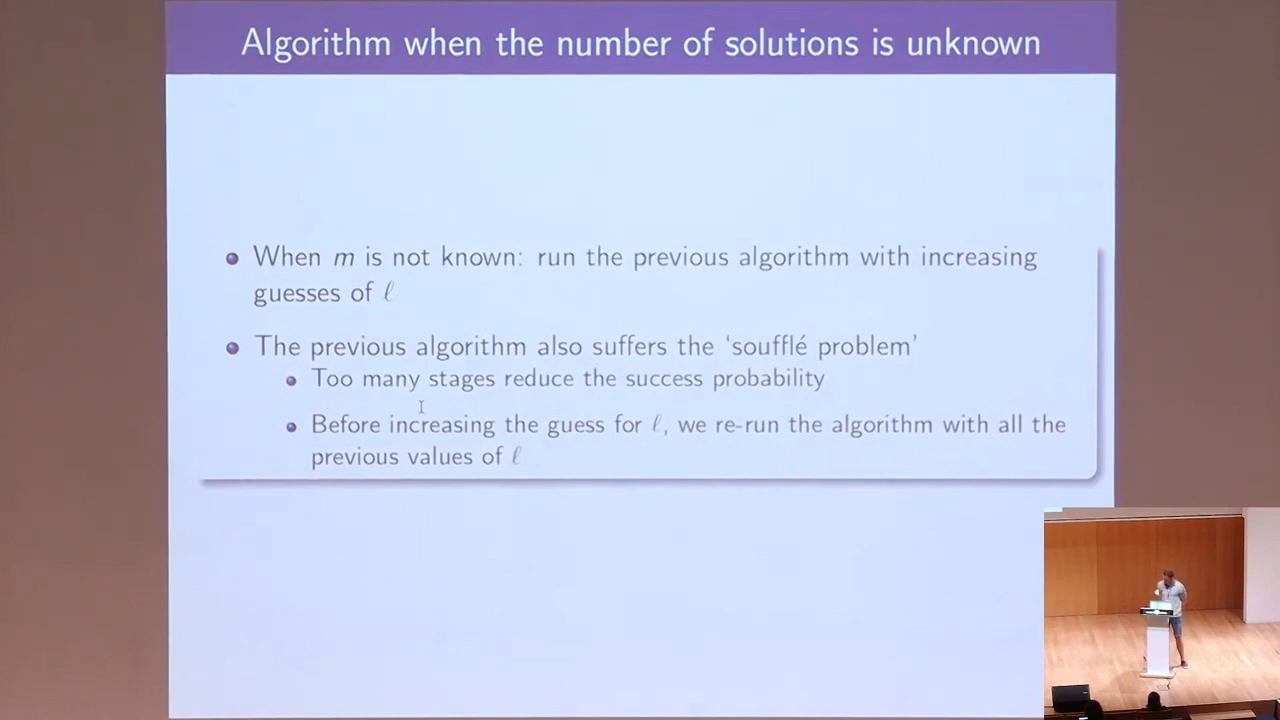 Algorithm when the number of solutions is unknown
When m is not known: run the previous algorithm with increasing
guesses of ℓ
The previous algorithm also suffers the ‘soufflé problem’
Too many stages reduce the success probability
Before increasing the guess for ℓ, we re-run the algorithm with all the
previous values of ℓ